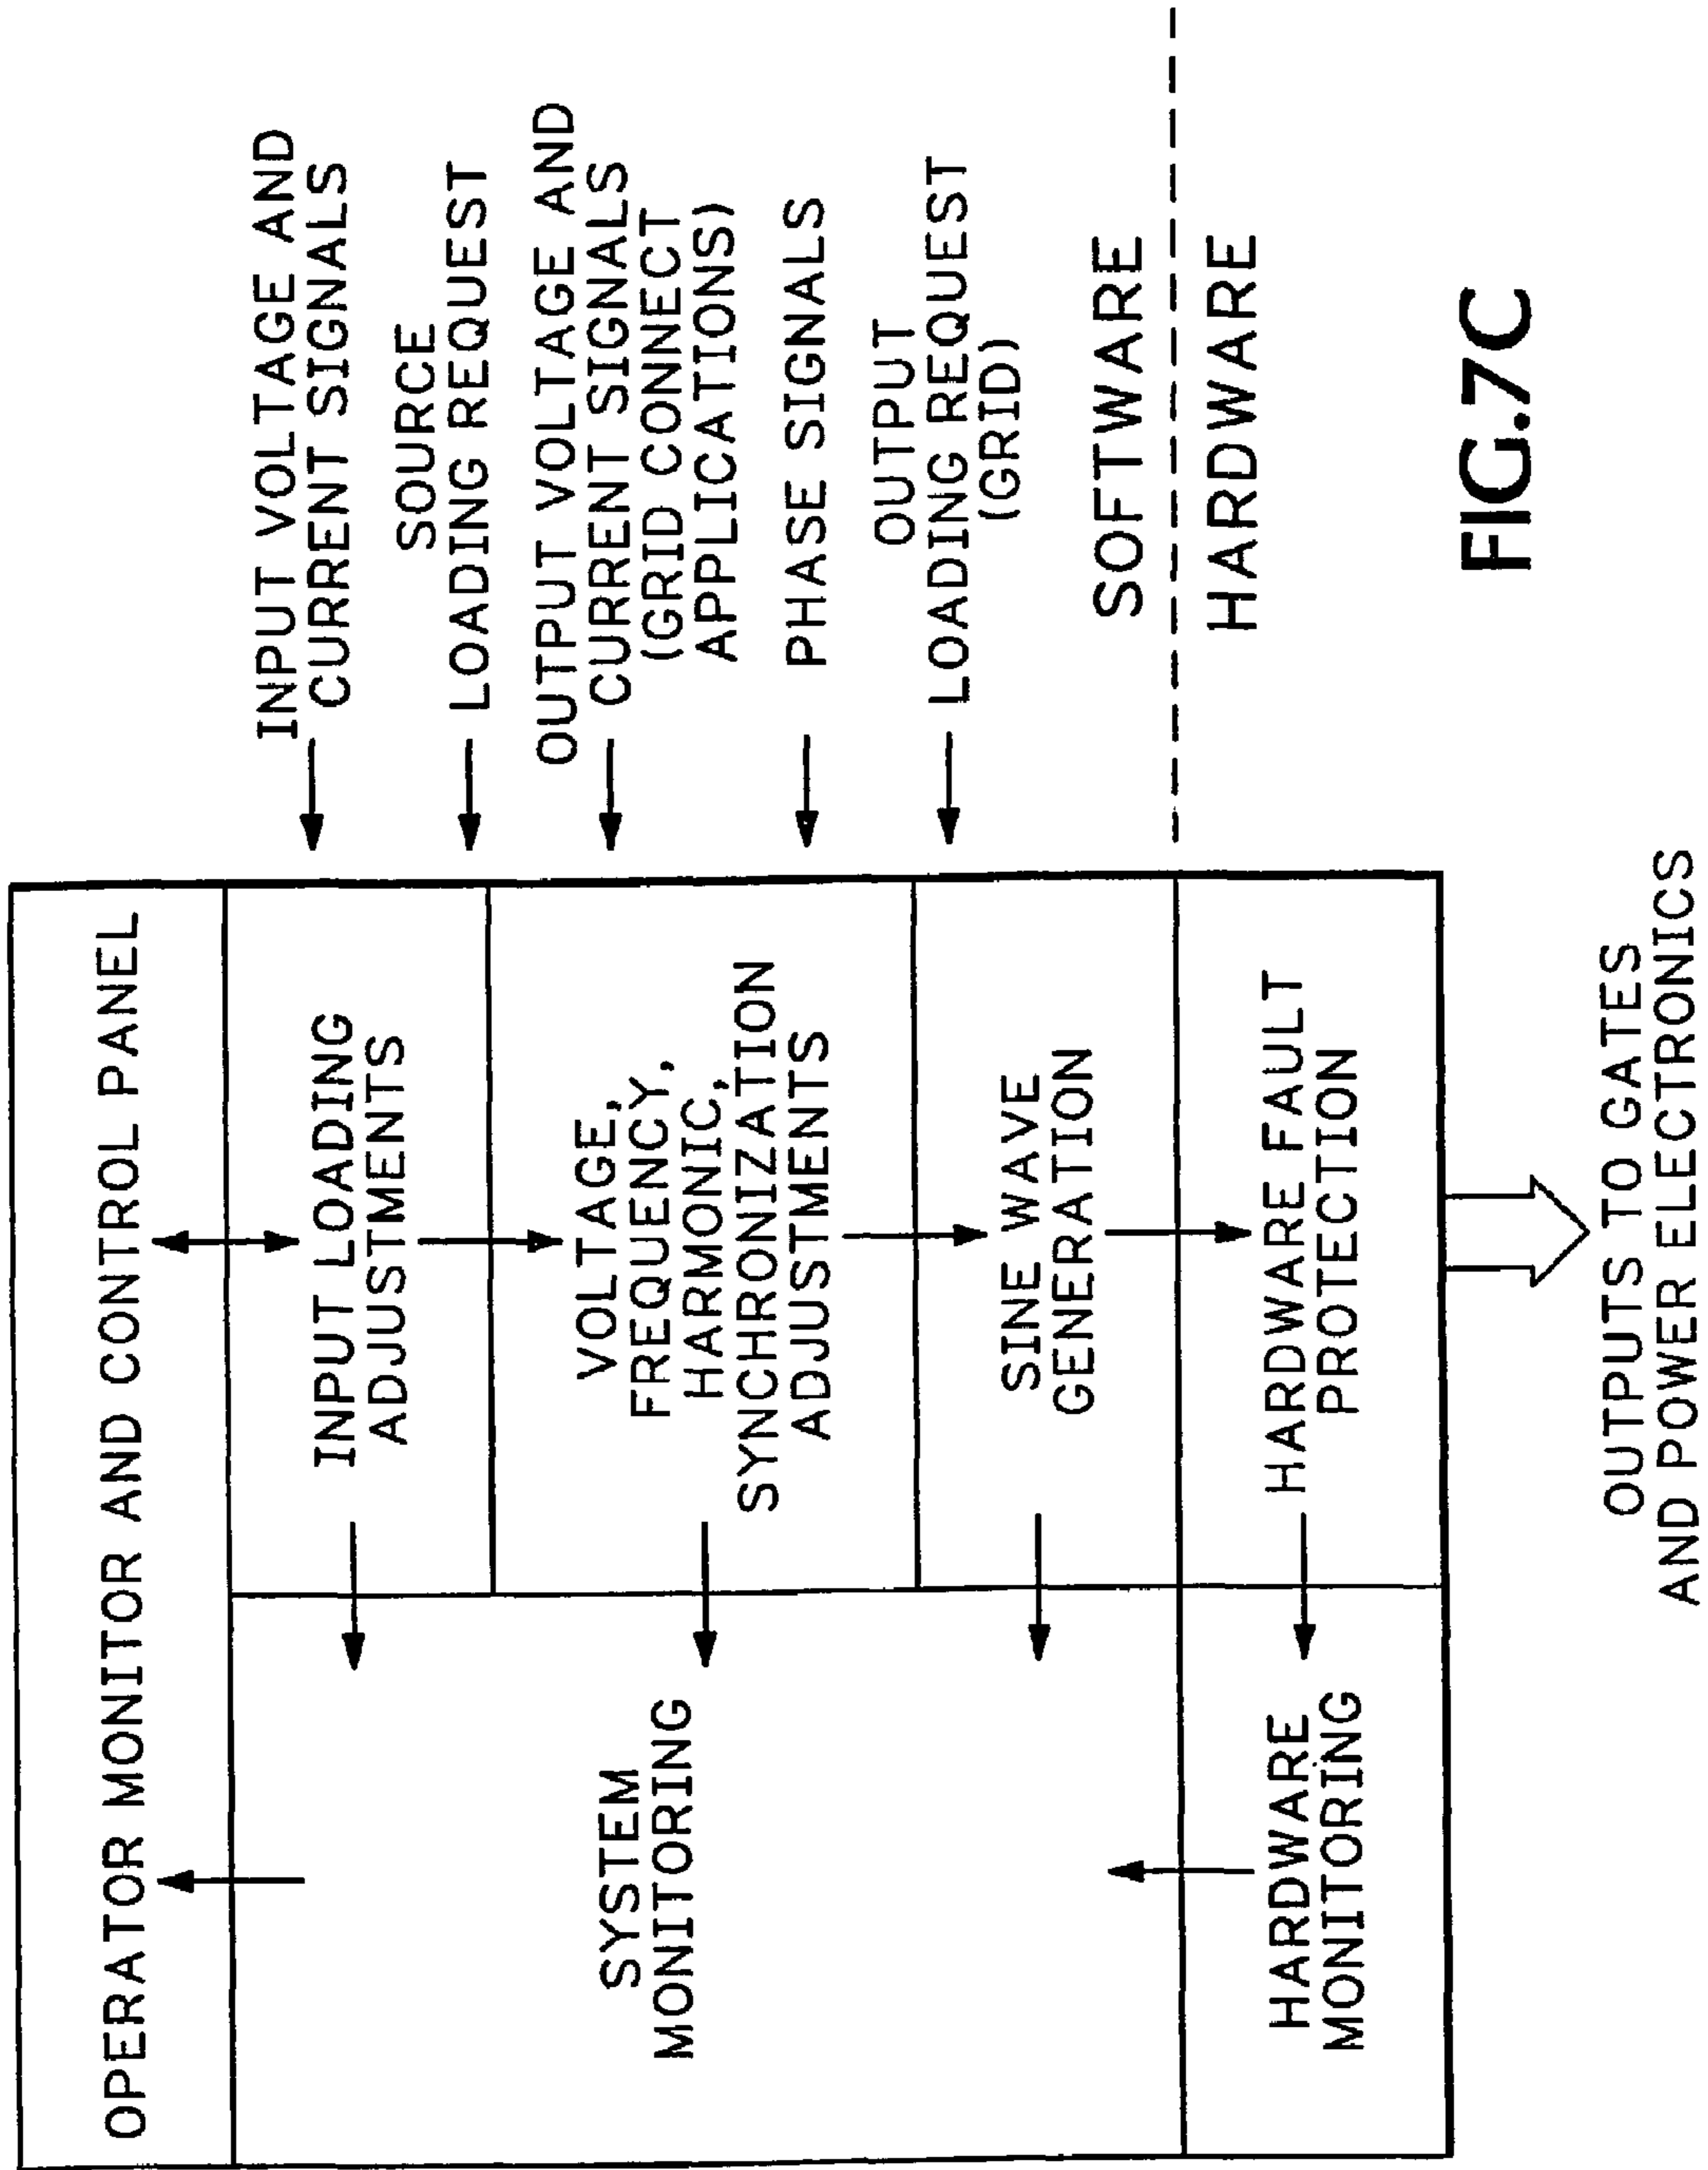 OPERATOR MONITOR AND CONTROL PANEL
SYSTEM
MONITORING
HARDWARE
MONITORING
INPUT LOADING
ADJUSTMENTS
VOLTAGE,
FREQUENCY,
HARMONIC,
SYNCHRONIZATION
ADJUSTMENTS
SINE WAVE
GENERATION
HARDWARE FAULT
PROTECTION
INPUT VOLTAGE AND
CURRENT SIGNALS
SOURCE
LOADING REQUEST
OUTPUT VOLTAGE AND
CURRENT SIGNALS
(GRID CONNECT
APPLICATIONS)
PHASE SIGNALS
OUTPUT
LOADING REQUEST
(GRID)
SOFTWARE
HARDWARE
OUTPUTS TO GATES
AND POWER ELECTRONICS
FIG.7C